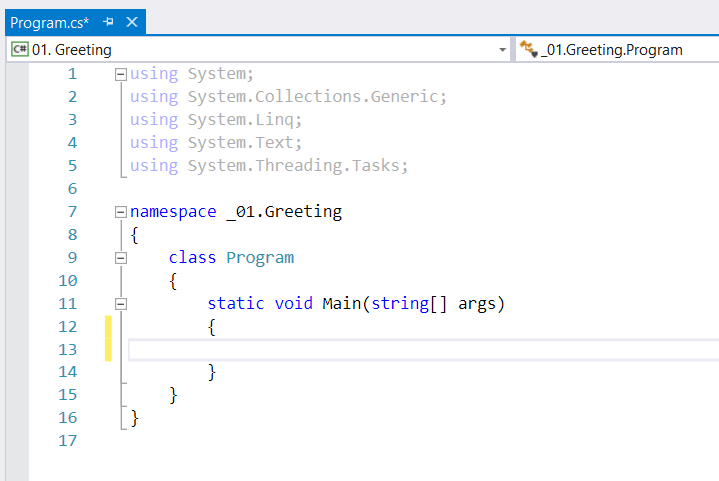 Program.cs*
C# 01. Greeting _01.Greeting.Program
1 using System;
2 using System.Collections.Generic;
3 using System.Linq;
4 using System.Text;
5 using System.Threading.Tasks;
6
7 namespace _01.Greeting
8 {
9 class Program
10 {
11 static void Main(string[] args)
12 {
13
14 }
15 }
16 }
17